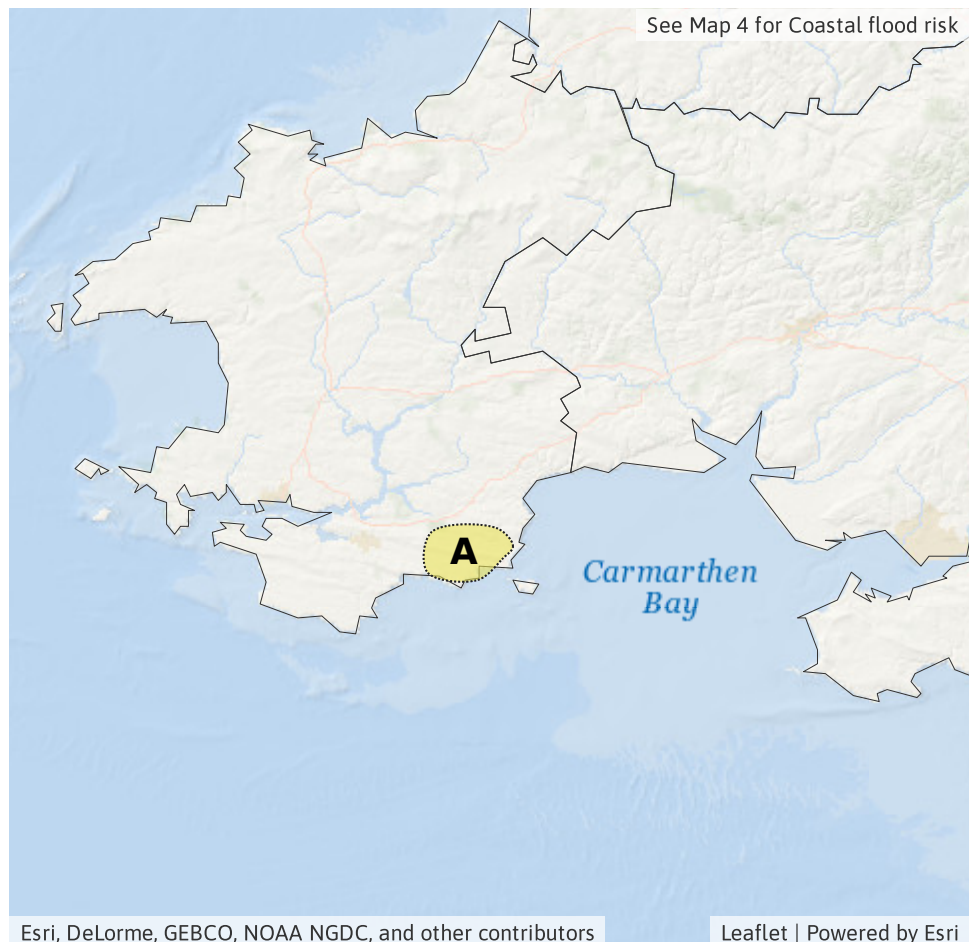 See Map 4 for Coastal flood risk
A
Carmarthen
Bay
Esri, DeLorme, GEBCO, NOAA NGDC, and other contributors
Leaflet | Powered by Esri